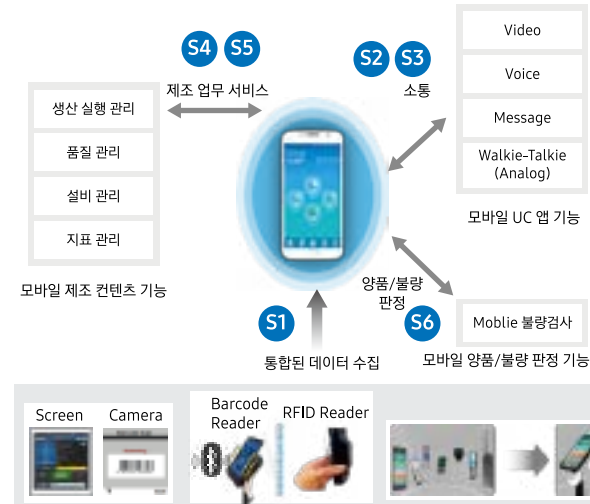 S4 S5
제조 업무 서비스
S2 S3
소통
Video
Voice
Message
Walkie-Talkie
(Analog)
모바일 UC 앱 기능
생산 실행 관리
품질 관리
설비 관리
지표 관리
모바일 제조 컨텐츠 기능
S1
통합된 데이터 수집
양품/불량
판정
S6
Moblie 불량검사
모바일 양품/불량 판정 기능
Screen
Camera
Barcode
Reader
RFID Reader